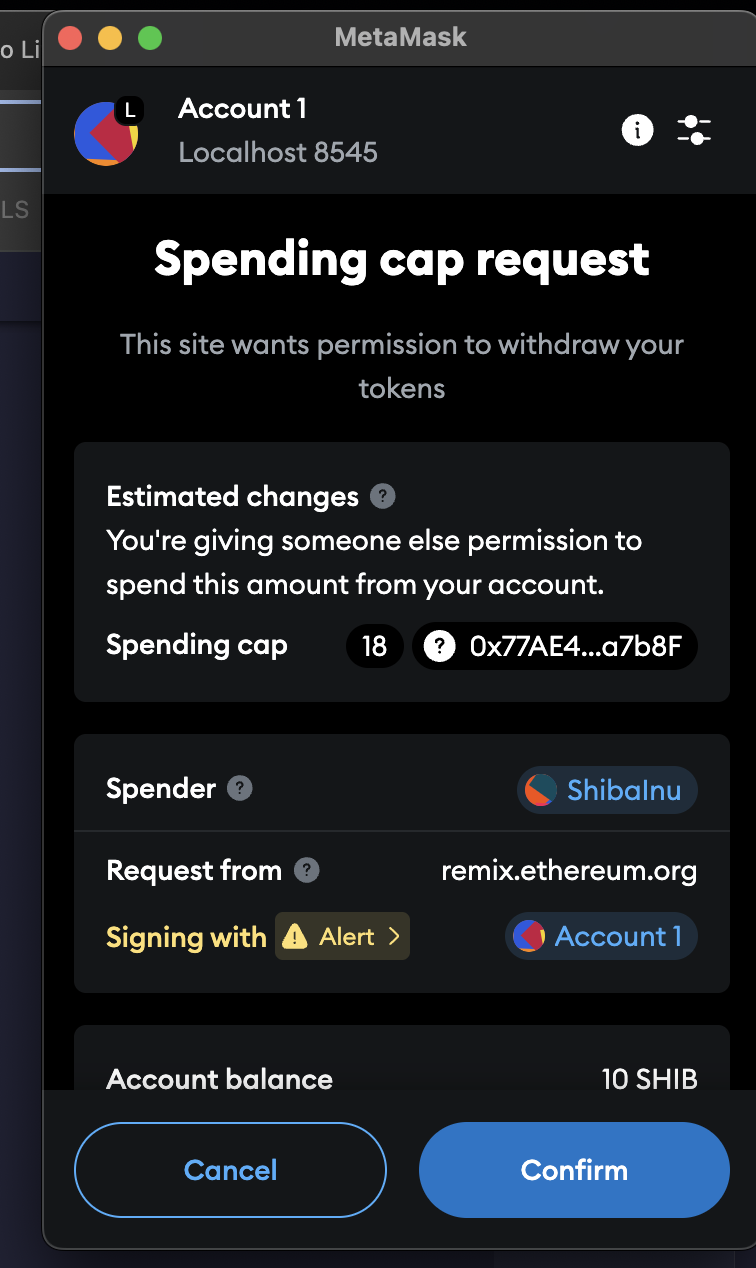 MetaMask
o Li
L
Account 1
Localhost 8545
LS
Spending cap request
This site wants permission to withdraw your
tokens
Estimated changes
You're giving someone else permission to
spend this amount from your account.
Spending cap 18 ? 0x77AE4...a7b8F
Spender ? ShibaInu
Request from ? remix.ethereum.org
Signing with Alert > Account 1
Account balance 10 SHIB
Cancel Confirm